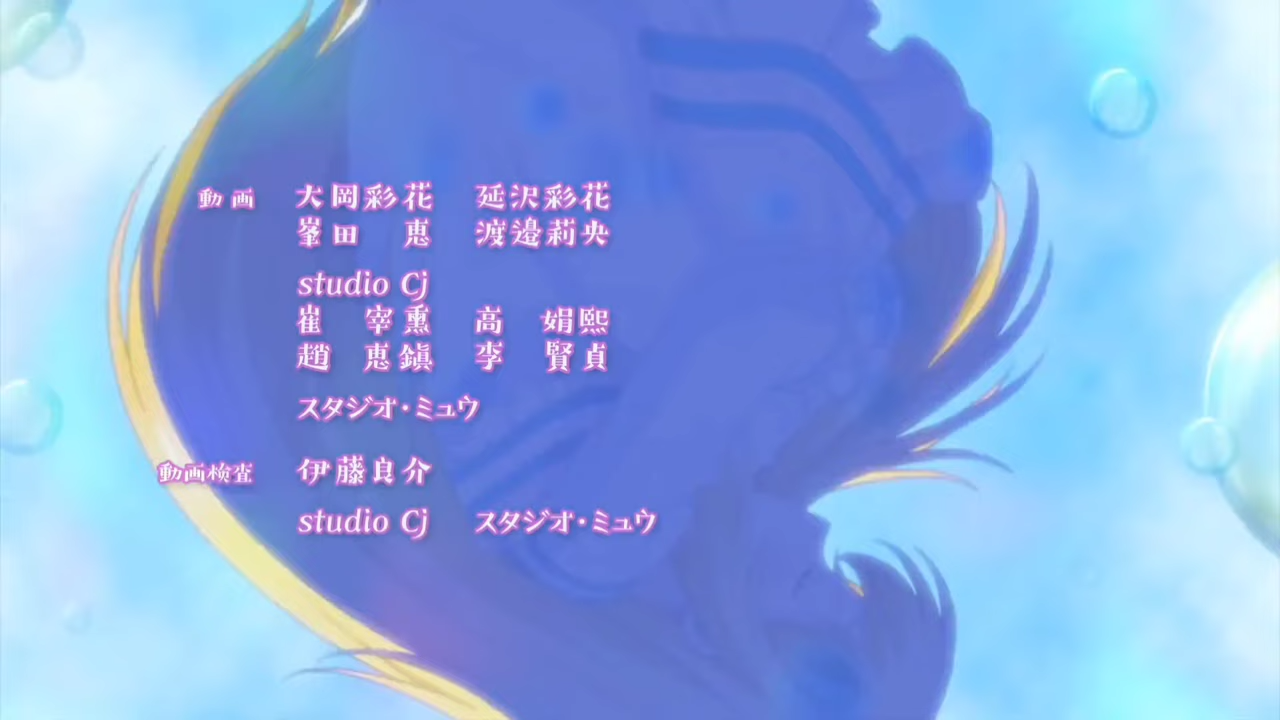 動画 大岡彩花 延沢彩花
峯田 恵 渡邉莉央
studio Cj
崔 宰熏 高 娟熙
趙 恵鎭 李 賢貞
スタジオ・ミュウ
動画検査 伊藤良介
studio Cj スタジオ・ミュウ